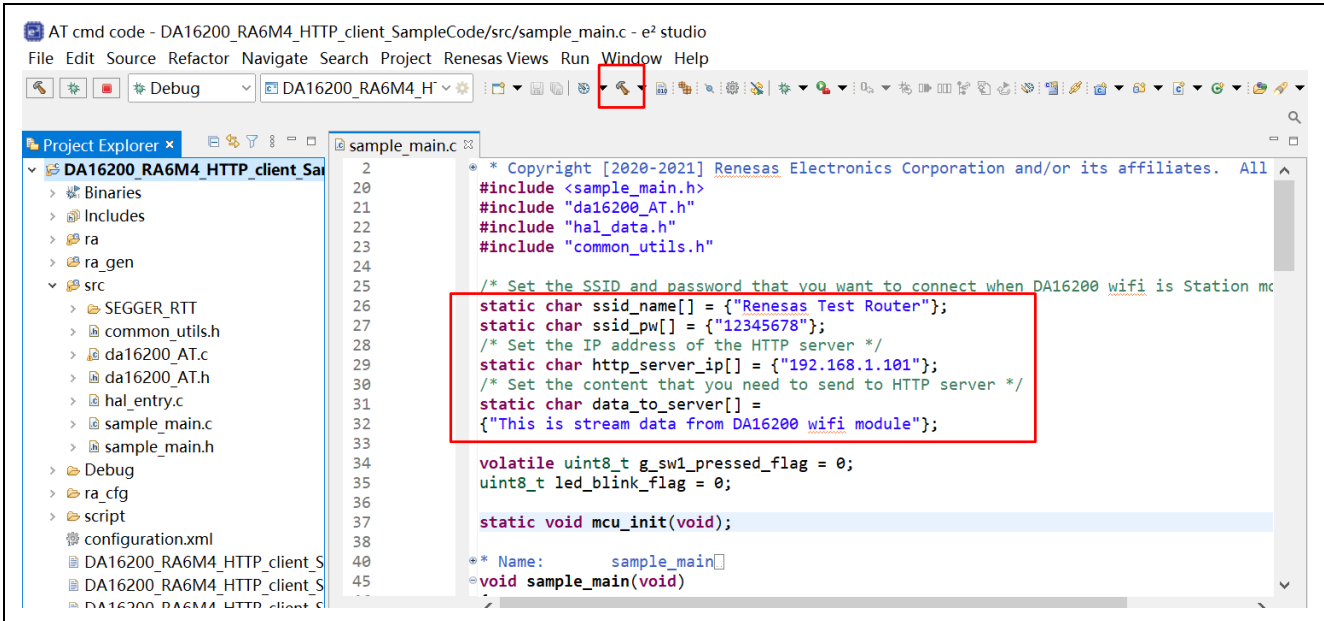 AT cmd code - DA16200_RA6M4_HTTP_client_SampleCode/src/sample_main.c - e² studio
File Edit Source Refactor Navigate Search Project Renesas Views Run Window Help
Debug DA16200_RA6M4_HT
Project Explorer
sample_main.c
DA16200_RA6M4_HTTP_client_Sar
Binaries
Includes
ra
ra_gen
src
SEGGER_RTT
common_utils.h
da16200_AT.c
da16200_AT.h
hal_entry.c
sample_main.c
sample_main.h
Debug
ra_cfg
script
configuration.xml
DA16200_RA6M4_HTTP_client_S
DA16200_RA6M4_HTTP_client_S
DA16200_RA6M4_HTTP_client_S
2 * Copyright [2020-2021] Renesas Electronics Corporation and/or its affiliates. All
20 #include <sample_main.h>
21 #include "da16200_AT.h"
22 #include "hal_data.h"
23 #include "common_utils.h"
24
25 /* Set the SSID and password that you want to connect when DA16200 wifi is Station mo
26 static char ssid_name[] = {"Renesas Test Router"};
27 static char ssid_pw[] = {"12345678"};
28 /* Set the IP address of the HTTP server */
29 static char http_server_ip[] = {"192.168.1.101"};
30 /* Set the content that you need to send to HTTP server */
31 static char data_to_server[] =
32 {"This is stream data from DA16200 wifi module"};
33
34 volatile uint8_t g_sw1_pressed_flag = 0;
35 uint8_t led_blink_flag = 0;
36
37 static void mcu_init(void);
38
40 * Name: sample_main
45 void sample_main(void)